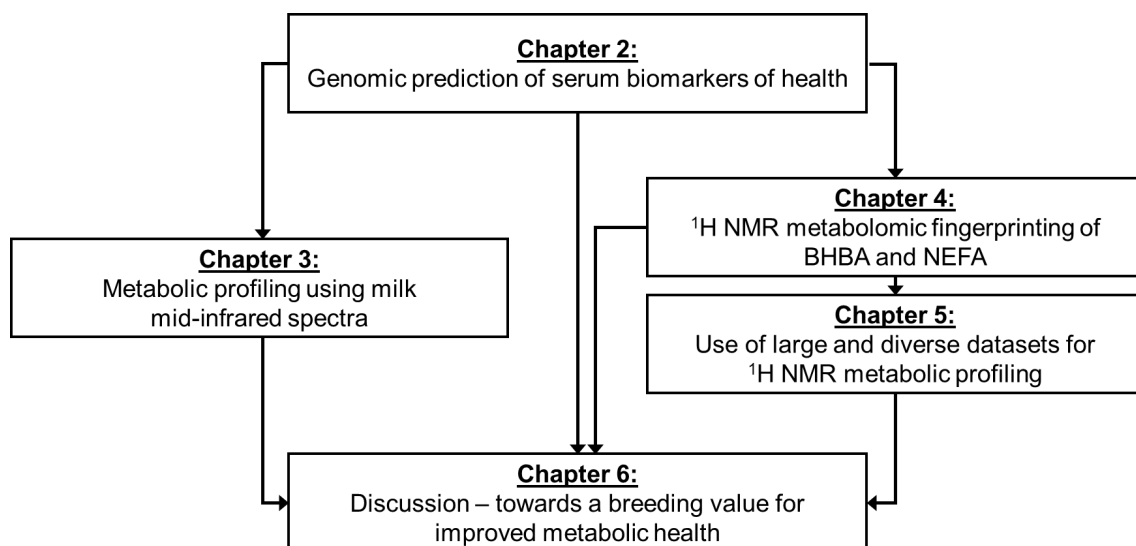 Chapter 2:
Genomic prediction of serum biomarkers of health
Chapter 4:
¹H NMR metabolomic fingerprinting of
BHBA and NEFA
Chapter 3:
Metabolic profiling using milk
mid-infrared spectra
Chapter 5:
Use of large and diverse datasets for
¹H NMR metabolic profiling
Chapter 6:
Discussion – towards a breeding value for
improved metabolic health